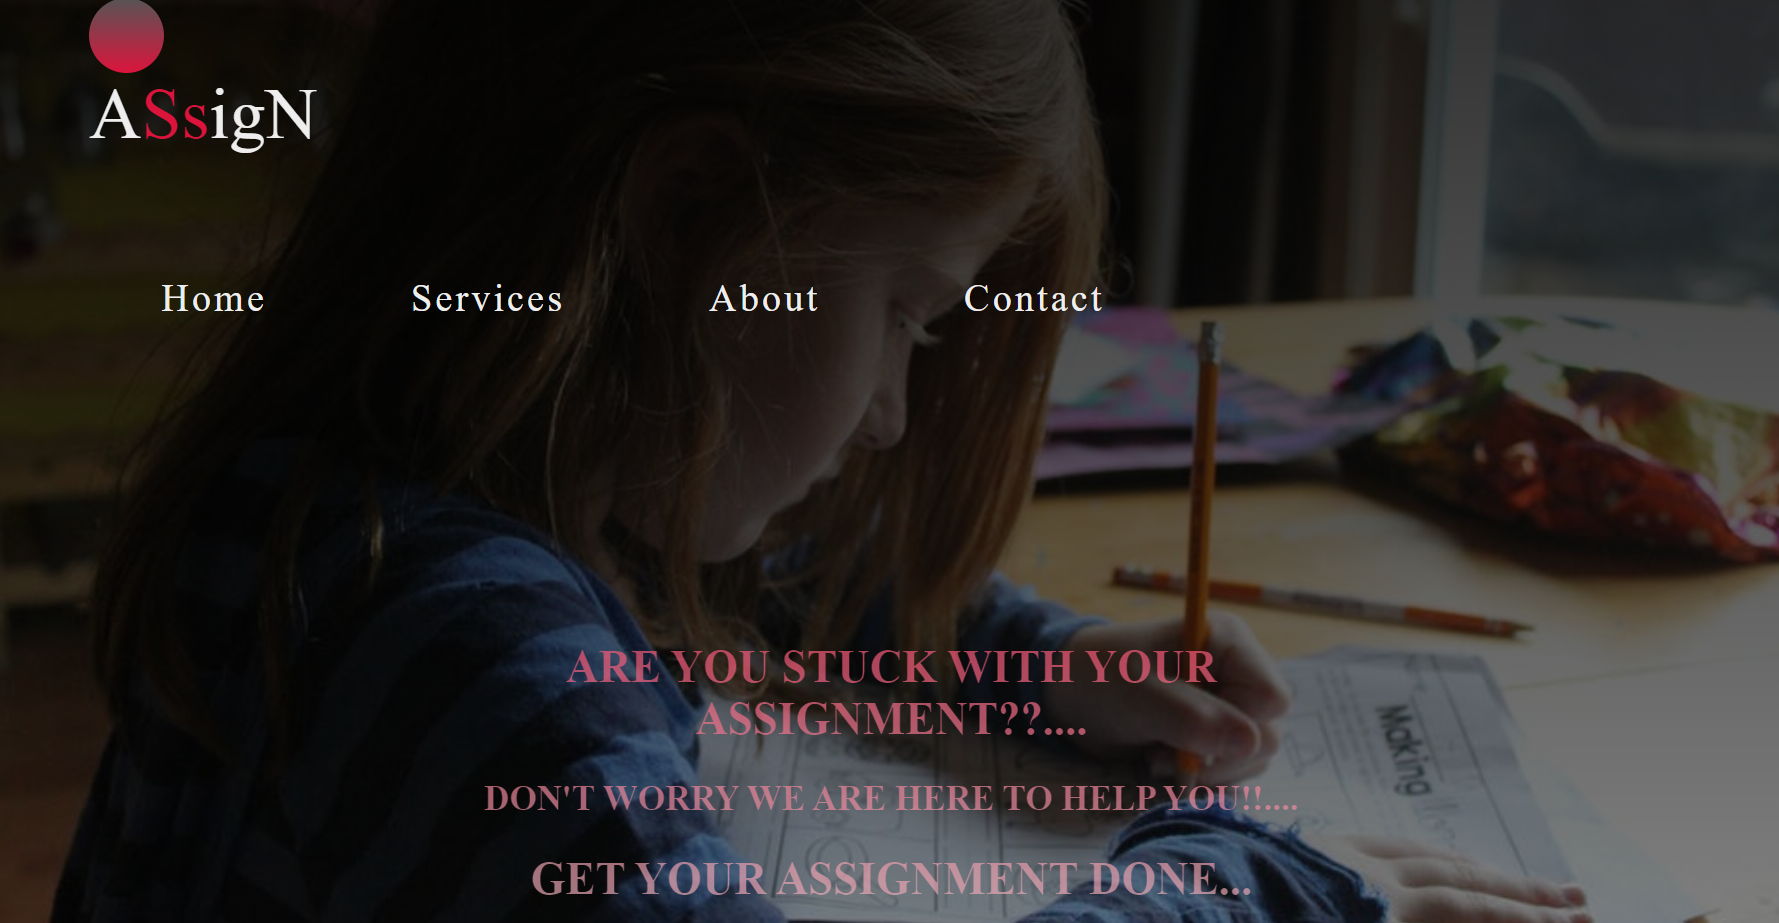 ASsigN
Home Services About Contact
ARE YOU STUCK WITH YOUR
ASSIGNMENT??....
DON'T WORRY WE ARE HERE TO HELP YOU!!....
Making
GET YOUR ASSIGNMENT DONE...